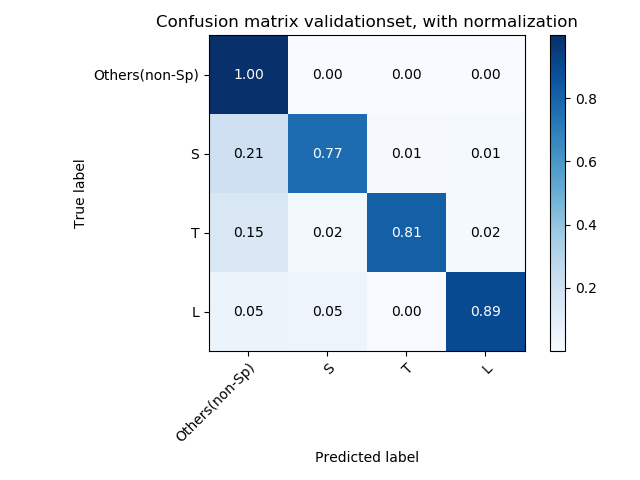 Confusion matrix validationset, with normalization
Others(non-Sp) 1.00 0.00 0.00 0.00
S 0.21 0.77 0.01 0.01
T 0.15 0.02 0.81 0.02
L 0.05 0.05 0.00 0.89
True label
Others(non-Sp) S T L
Predicted label
0.8
0.6
0.4
0.2